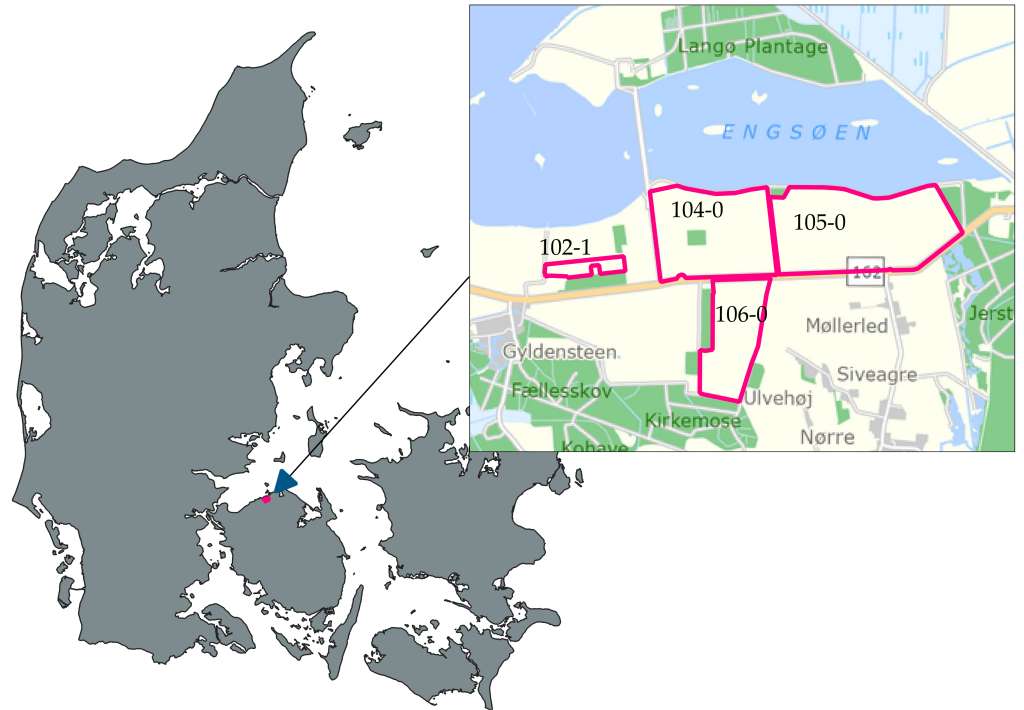 Langø Plantage
ENGSØEN
104-0
105-0
102-1
162
106-0
Jerst
Møllerled
Gyldensteen
Siveagre
Fællesskov
Ulvehøj
Kirkemose
Nørre
Kohave